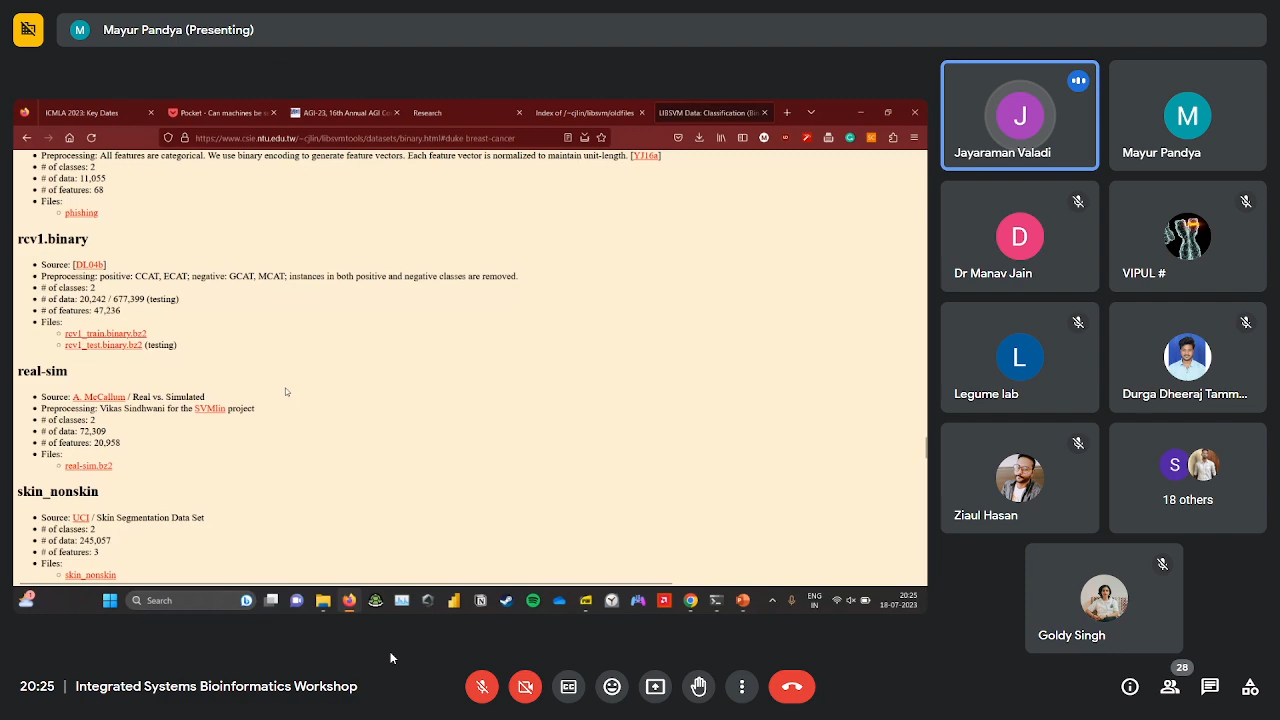 M
Mayur Pandya (Presenting)
ICMLA 2023: Key Dates
Pocket - Can machines be s
AGI-23, 16th Annual AGI Co
Research
Index of /~cjlin/libsvm/oldfiles
LIBSVM Data: Classification (Bin
https://www.csie.ntu.edu.tw/~cjlin/libsvmtools/datasets/binary.html#duke breast-cancer
Preprocessing: All features are categorical. We use binary encoding to generate feature vectors. Each feature vector is normalized to maintain unit-length. [YJ16a]
# of classes: 2
# of data: 11,055
# of features: 68
Files:
phishing
rcv1.binary
Source: [DL04b]
Preprocessing: positive: CCAT, ECAT; negative: GCAT, MCAT; instances in both positive and negative classes are removed.
# of classes: 2
# of data: 20,242 / 677,399 (testing)
# of features: 47,236
Files:
rcv1_train.binary.bz2
rcv1_test.binary.bz2 (testing)
real-sim
Source: A. McCallum / Real vs. Simulated
Preprocessing: Vikas Sindhwani for the SVMlin project
# of classes: 2
# of data: 72,309
# of features: 20,958
Files:
real-sim.bz2
skin_nonskin
Source: UCI / Skin Segmentation Data Set
# of classes: 2
# of data: 245,057
# of features: 3
Files:
skin_nonskin
Search
ENG
IN
20:25
18-07-2023
J
Jayaraman Valadi
M
Mayur Pandya
D
Dr Manav Jain
VIPUL #
L
Legume lab
Durga Dheeraj Tamm...
Ziaul Hasan
S
18 others
Goldy Singh
20:25 | Integrated Systems Bioinformatics Workshop
28